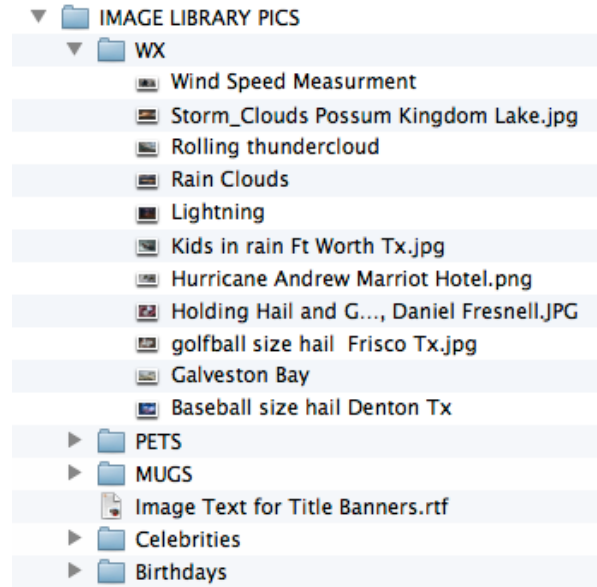 IMAGE LIBRARY PICS
WX
Wind Speed Measurment
Storm_Clouds Possum Kingdom Lake.jpg
Rolling thundercloud
Rain Clouds
Lightning
Kids in rain Ft Worth Tx.jpg
Hurricane Andrew Marriot Hotel.png
Holding Hail and G..., Daniel Fresnell.JPG
golfball size hail  Frisco Tx.jpg
Galveston Bay
Baseball size hail Denton Tx
PETS
MUGS
Image Text for Title Banners.rtf
Celebrities
Birthdays